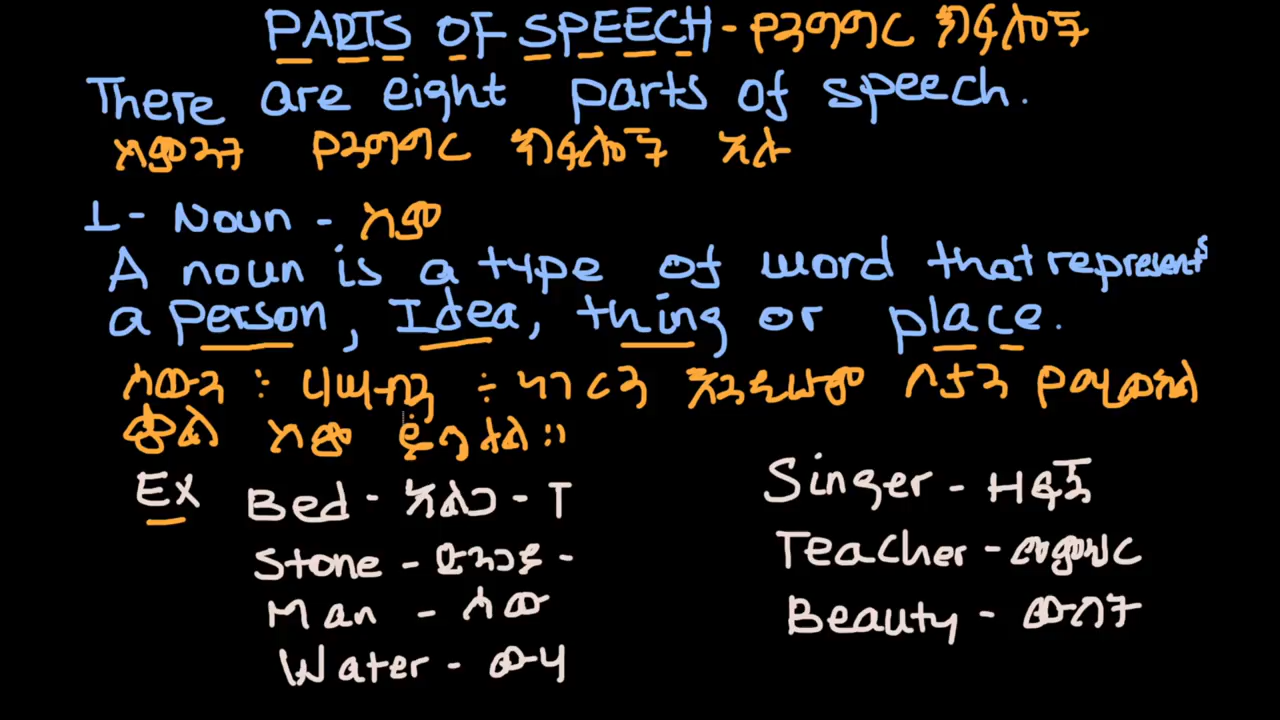 PARTS OF SPEECH - የንግግር ክፍሎች
There are eight parts of speech.
ስምንት የንግግር ክፍሎች አሉ
1- Noun - ስም
A noun is a type of word that represents
a person, Idea, thing or place.
ሰውን ፥ ሃሣብን ፥ ነገርን እንዲሁም ቦታን የሚወክል
ቃል ስም ይባላል ።
Ex
Bed - አልጋ - T
Stone - ድንጋይ -
Man - ሰው
Water - ውሃ
Singer - ዘፋኝ
Teacher - መምህር
Beauty - ውበት